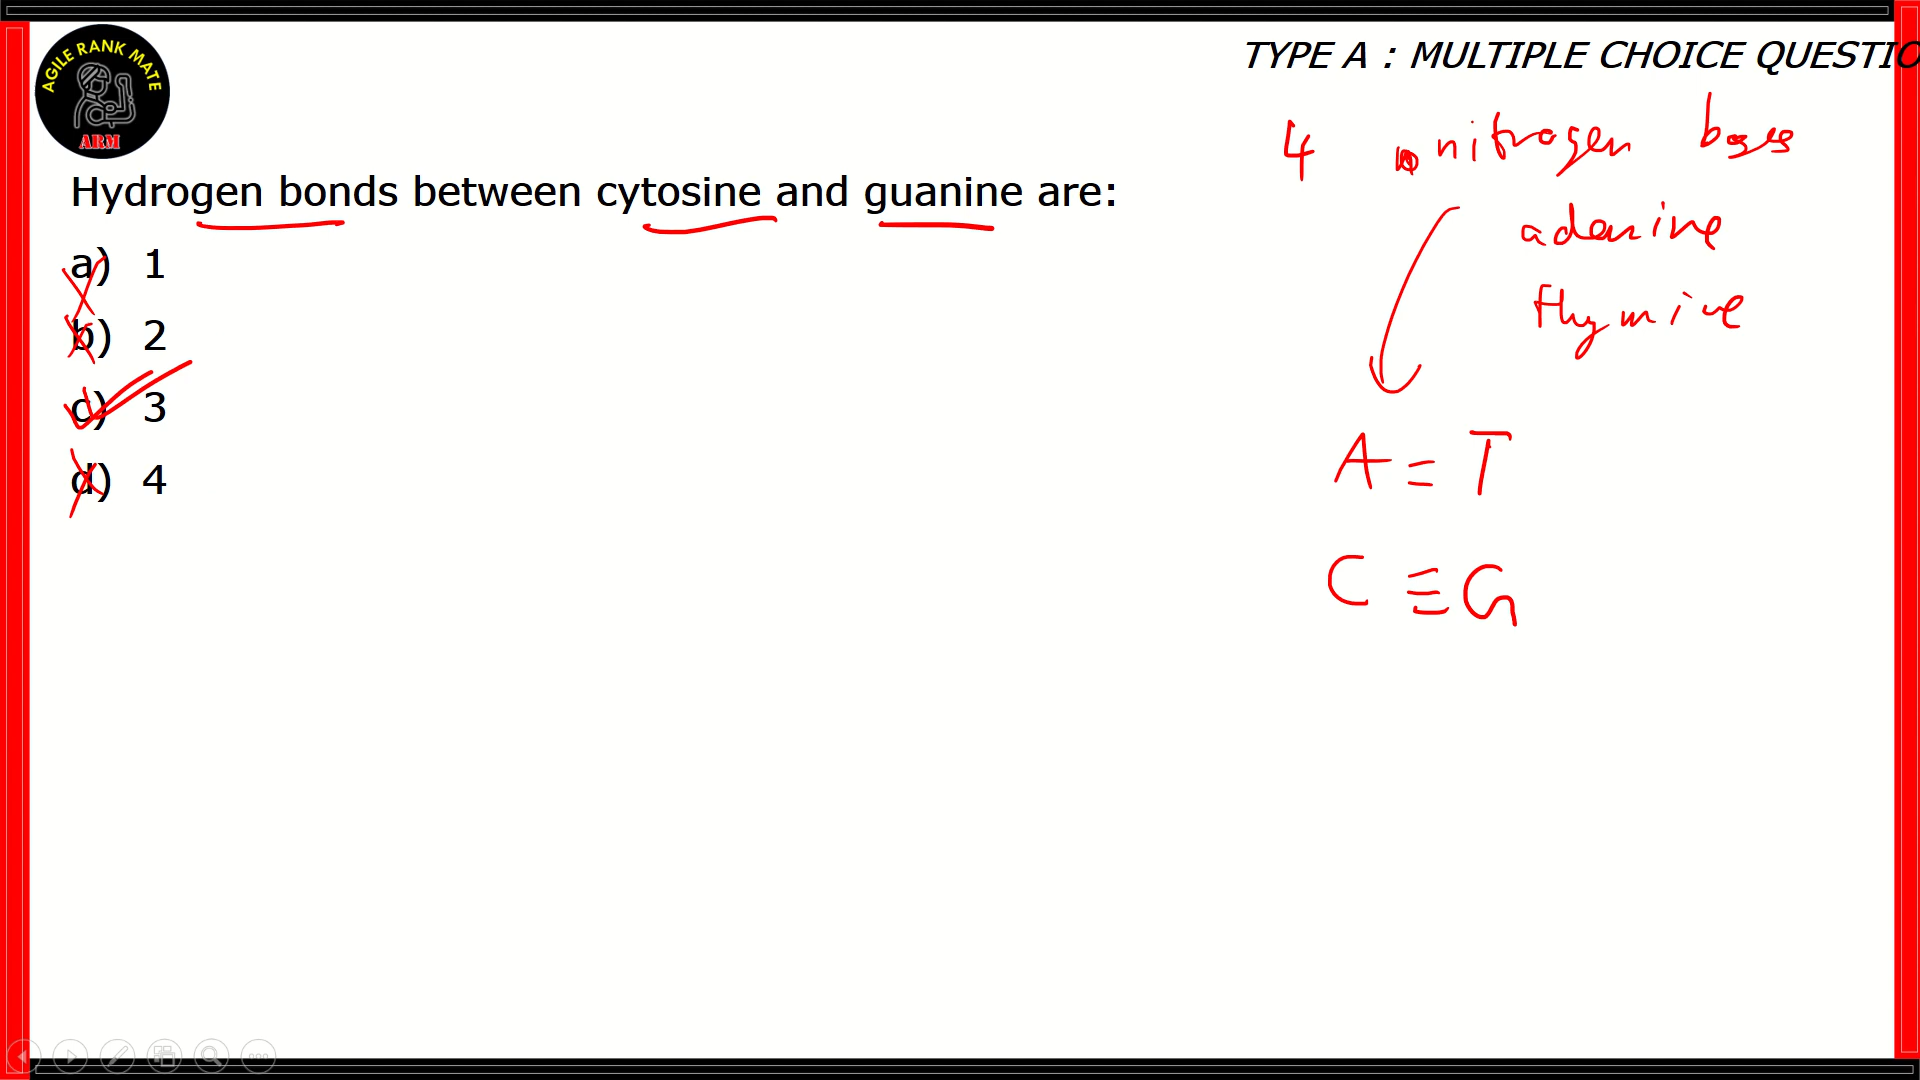 AGILE RANK MATE
ARM
TYPE A : MULTIPLE CHOICE QUESTIO
4 nitrogen bases
adenine
thymine
Hydrogen bonds between cytosine and guanine are:
a) 1
b) 2
c) 3
d) 4
A = T
C ≡ G